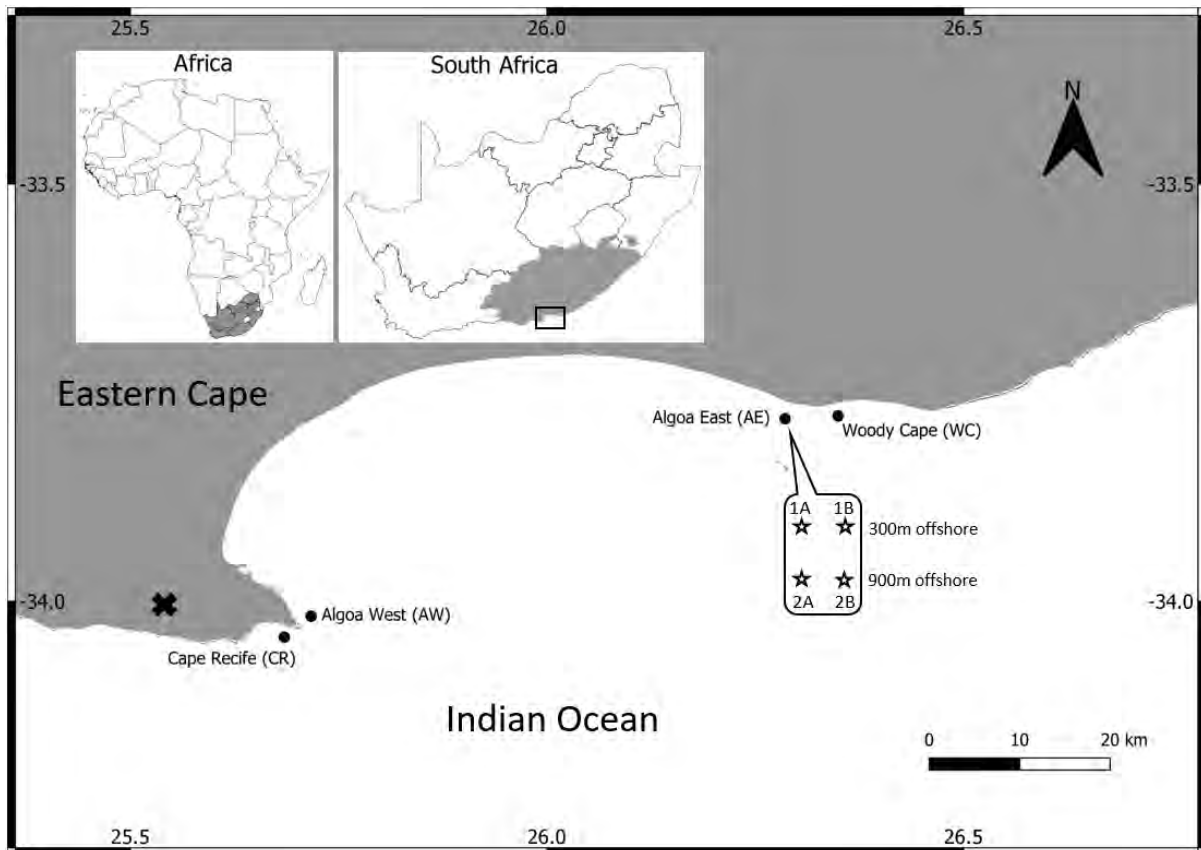 25.5
26.0
26.5
Africa
South Africa
N
-33.5
-33.5
Eastern Cape
Algoa East (AE)
Woody Cape (WC)
1A
1B
300m offshore
900m offshore
2A
2B
-34.0
-34.0
Algoa West (AW)
Cape Recife (CR)
Indian Ocean
0
10
20 km
25.5
26.0
26.5